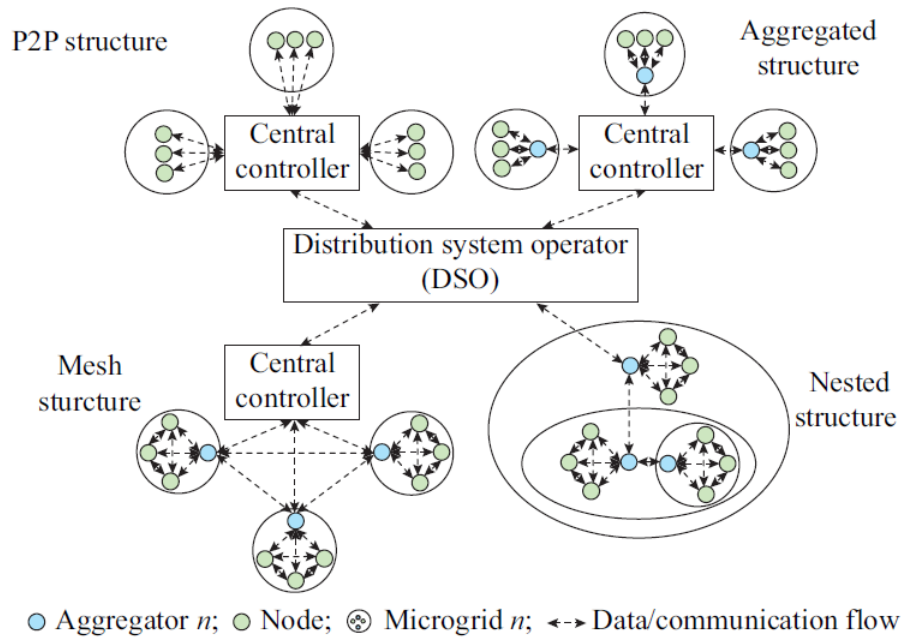 P2P structure
Aggregated
structure
Central
controller
Central
controller
Distribution system operator
(DSO)
Mesh
sturcture
Central
controller
Nested
structure
Aggregator n; Node; Microgrid n; Data/communication flow